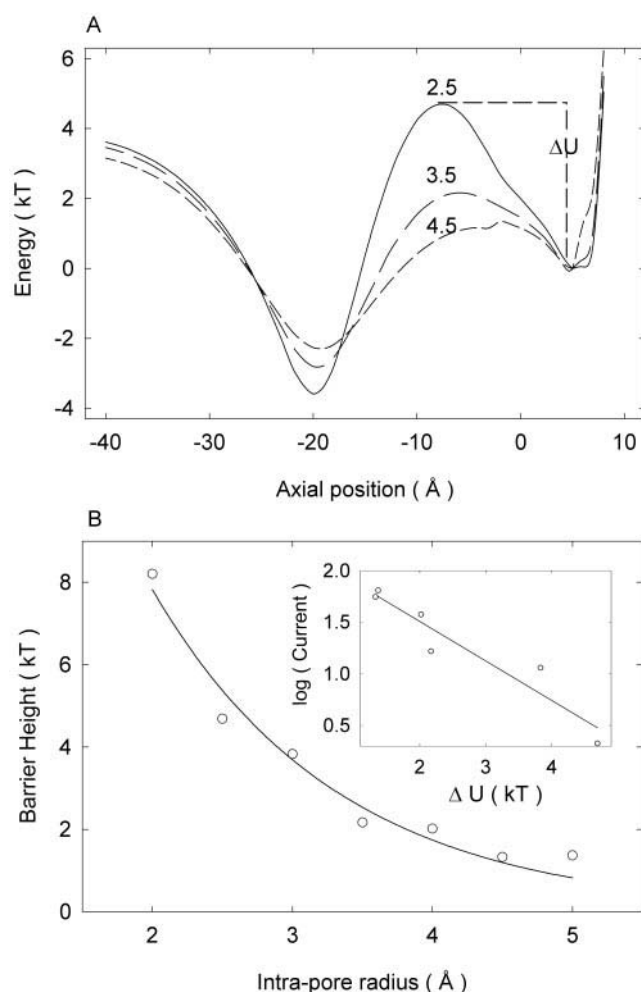 A
6
4
2
0
-2
-4
Energy ( kT )
2.5
ΔU
3.5
4.5
-40 -30 -20 -10 0 10
Axial position ( Å )
B
8
6
4
2
0
Barrier Height ( kT )
2.0
1.5
1.0
0.5
log ( Current )
2 3 4
Δ U ( kT )
2 3 4 5
Intra-pore radius ( Å )